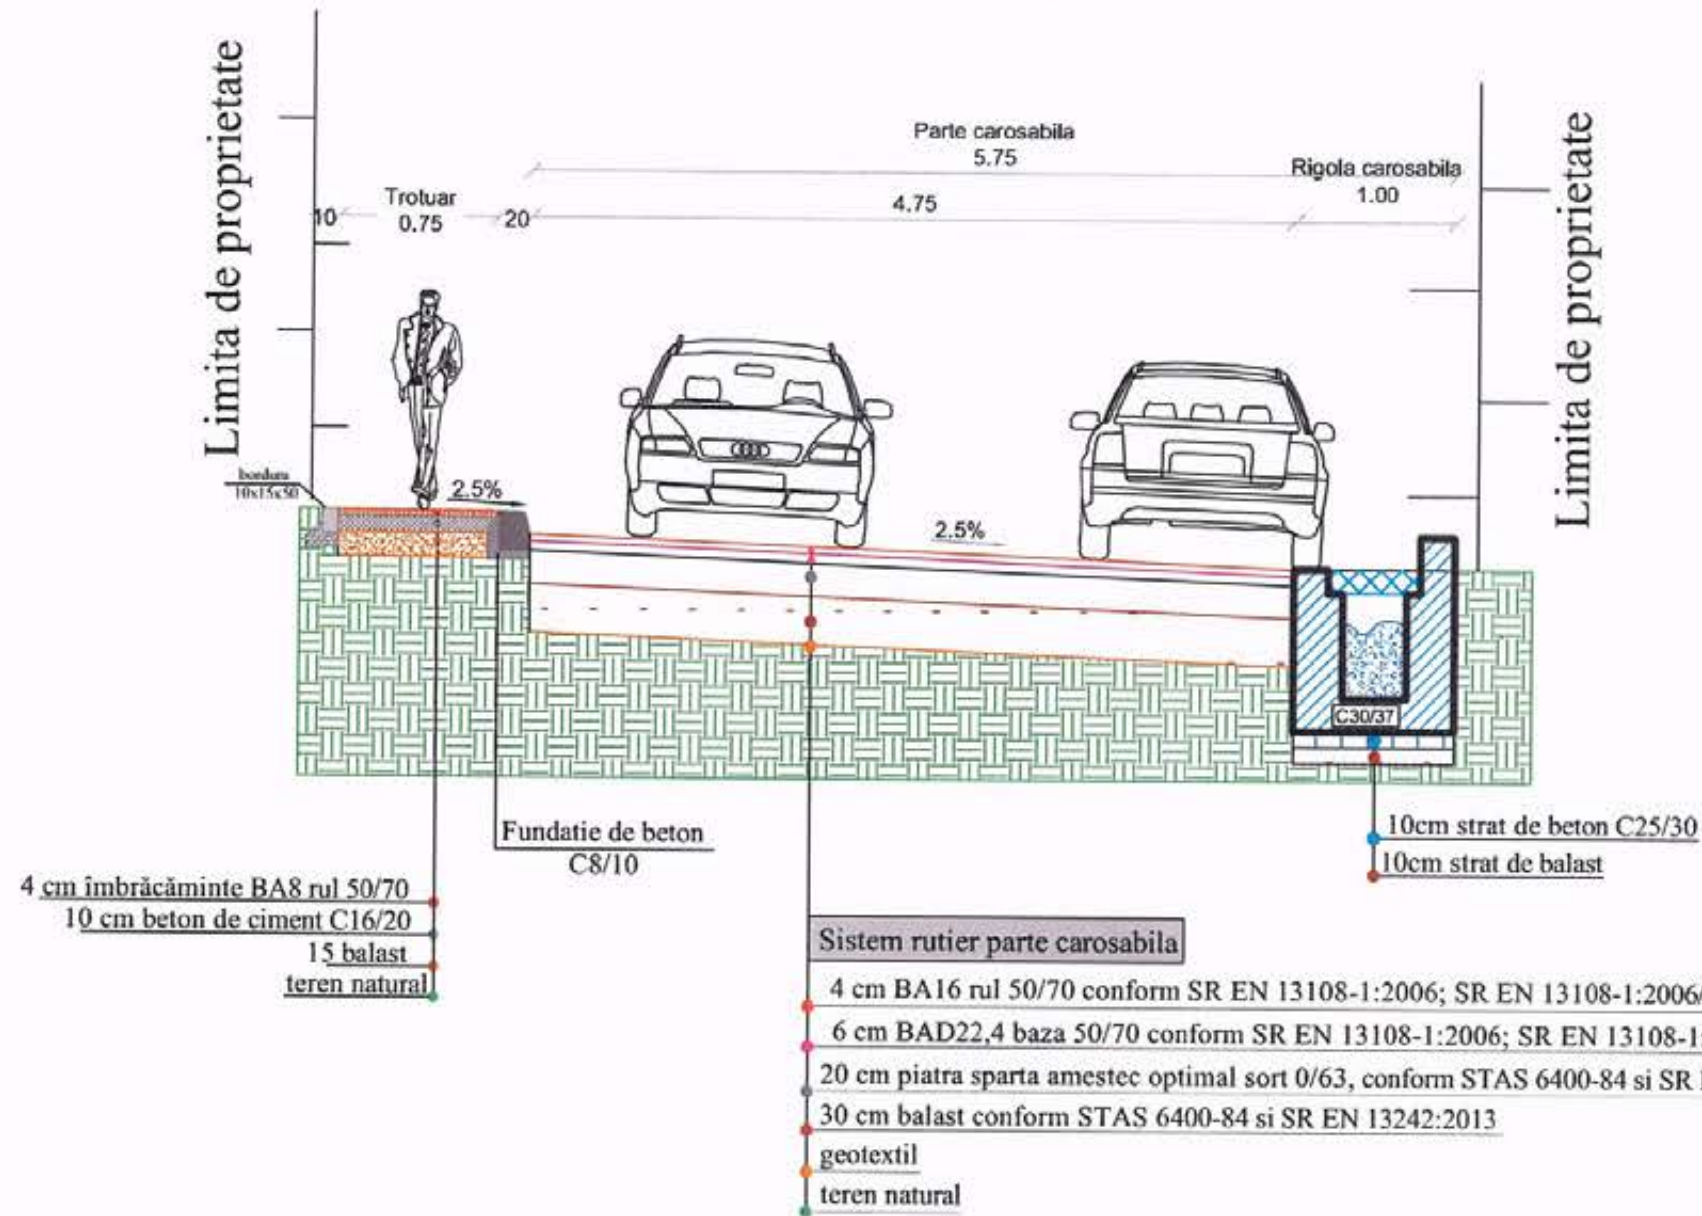 Limita de proprietate
Parte carosabila
5.75
Rigola carosabila
1.00
Trotuar
0.75
10
20
4.75
Limita de proprietate
bordura
10x15x50
2.5%
2.5%
C30/37
Fundatie de beton
C8/10
10cm strat de beton C25/30
10cm strat de balast
4 cm îmbrăcăminte BA8 rul 50/70
10 cm beton de ciment C16/20
15 balast
teren natural
Sistem rutier parte carosabila
4 cm BA16 rul 50/70 conform SR EN 13108-1:2006; SR EN 13108-1:2006/
6 cm BAD22,4 baza 50/70 conform SR EN 13108-1:2006; SR EN 13108-1:
20 cm piatra sparta amestec optimal sort 0/63, conform STAS 6400-84 si SR
30 cm balast conform STAS 6400-84 si SR EN 13242:2013
geotextil
teren natural